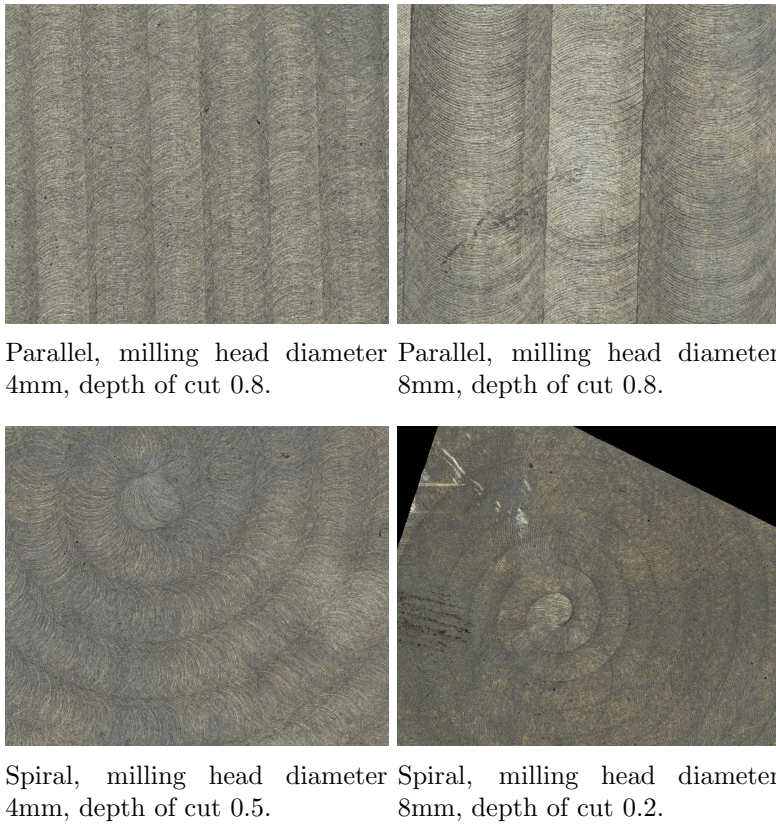 Parallel, milling head diameter
4mm, depth of cut 0.8.
Parallel, milling head diameter
8mm, depth of cut 0.8.
Spiral, milling head diameter
4mm, depth of cut 0.5.
Spiral, milling head diameter
8mm, depth of cut 0.2.